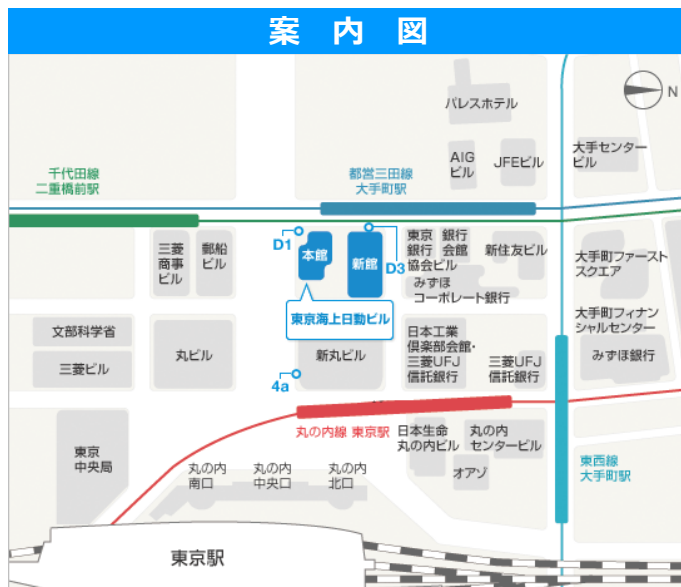 案 内 図
N
パレスホテル
AIG
ビル
JFEビル
大手センター
ビル
千代田線
二重橋前駅
都営三田線
大手町駅
D1
D3
本館
新館
三菱
商事
ビル
郵船
ビル
東京
銀行
協会ビル
銀行
会館
新住友ビル
みずほ
コーポレート銀行
大手町ファースト
スクエア
東京海上日動ビル
大手町フィナン
シャルセンター
みずほ銀行
文部科学省
三菱ビル
丸ビル
新丸ビル
4a
日本工業
倶楽部会館・
三菱UFJ
信託銀行
三菱UFJ
信託銀行
丸の内線 東京駅
日本生命
丸の内ビル
丸の内
センタービル
オアゾ
東西線
大手町駅
東京
中央局
丸の内
南口
丸の内
中央口
丸の内
北口
東京駅